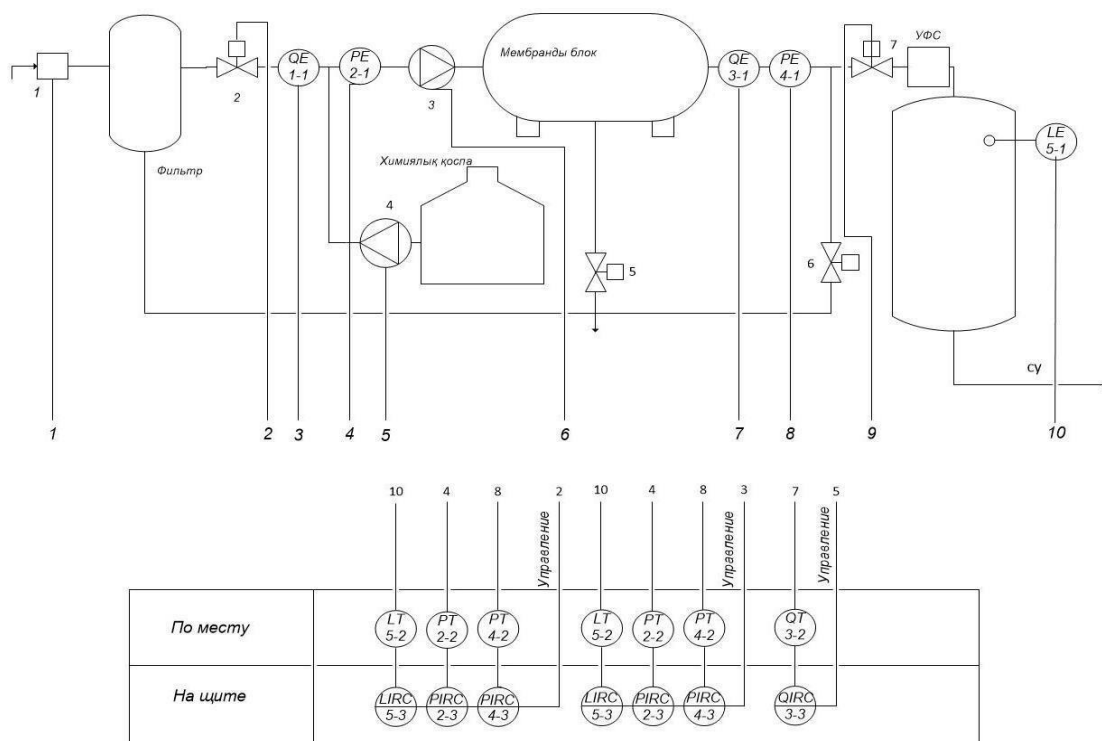 УФС
7
QE
1-1
PE
2-1
Мембранды блок
QE
3-1
PE
4-1
1
2
3
LE
5-1
Фильтр
Химиялық қоспа
4
5
6
су
1
2
3
4
5
6
7
8
9
10
10
4
8
2
10
4
8
3
7
5
Управление
Управление
Управление
По месту
LT
5-2
PT
2-2
PT
4-2
LT
5-2
PT
2-2
PT
4-2
QT
3-2
На щите
LIRC
5-3
PIRC
2-3
PIRC
4-3
LIRC
5-3
PIRC
2-3
PIRC
4-3
QIRC
3-3